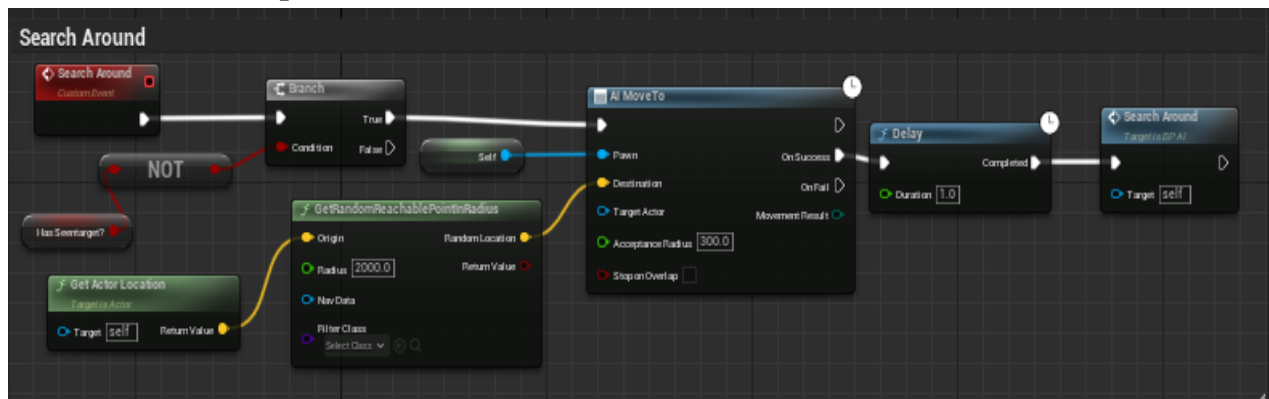 Search Around
Search Around
Custom Event
Branch
True
Condition
False
NOT
Has Seentarget?
Get Actor Location
Target is Actor
Target self
Return Value
GetRandomReachablePointInRadius
Origin
Random Location
Radius 2000.0
Return Value
Nav Data
Filter Class
Select Class
Self
AI MoveTo
Pawn
On Success
Destination
On Fail
Target Actor
Movement Result
Acceptance Radius 300.0
Stop on Overlap
Delay
Completed
Duration 1.0
Search Around
Target is BP AI
Target self